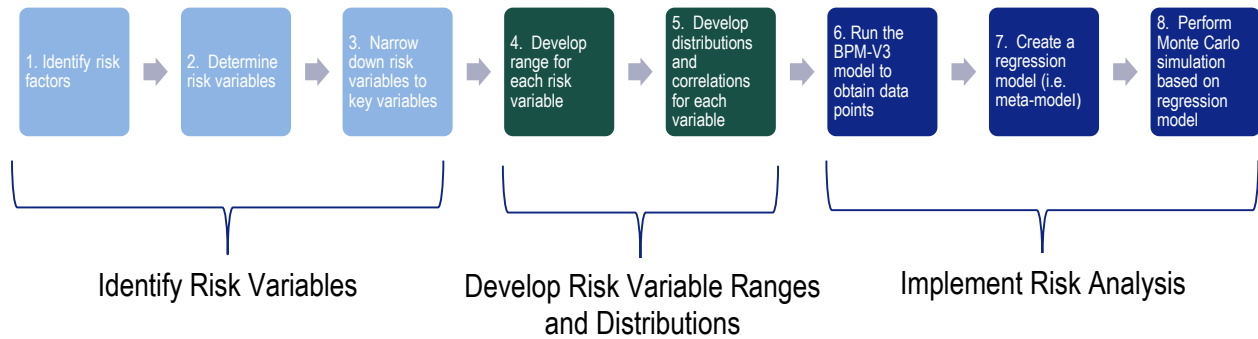 1. Identify risk
factors
2. Determine
risk variables
3. Narrow
down risk
variables to
key variables
4. Develop
range for
each risk
variable
5. Develop
distributions
and
correlations
for each
variable
6. Run the
BPM-V3
model to
obtain data
points
7. Create a
regression
model (i.e.
meta-model)
8. Perform
Monte Carlo
simulation
based on
regression
model
Identify Risk Variables
Develop Risk Variable Ranges
and Distributions
Implement Risk Analysis